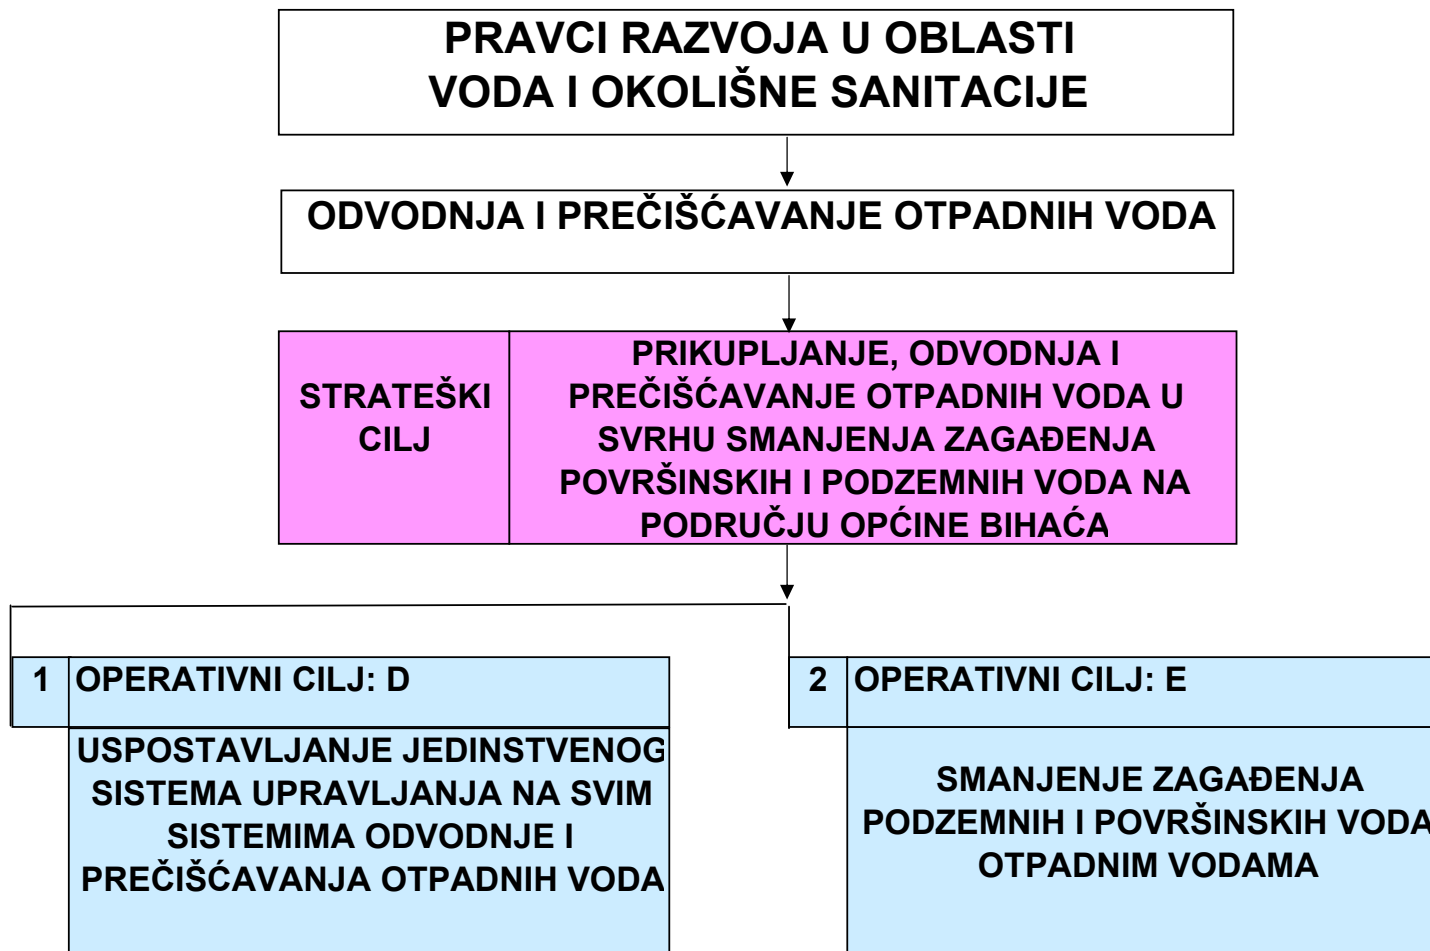 PRAVCI RAZVOJA U OBLASTI
VODA I OKOLIŠNE SANITACIJE
ODVODNJA I PREČIŠĆAVANJE OTPADNIH VODA
STRATEŠKI
CILJ
PRIKUPLJANJE, ODVODNJA I
PREČIŠĆAVANJE OTPADNIH VODA U
SVRHU SMANJENJA ZAGAĐENJA
POVRŠINSKIH I PODZEMNIH VODA NA
PODRUČJU OPĆINE BIHAĆA
1 OPERATIVNI CILJ: D
USPOSTAVLJANJE JEDINSTVENOG
SISTEMA UPRAVLJANJA NA SVIM
SISTEMIMA ODVODNJE I
PREČIŠĆAVANJA OTPADNIH VODA
2 OPERATIVNI CILJ: E
SMANJENJE ZAGAĐENJA
PODZEMNIH I POVRŠINSKIH VODA
OTPADNIM VODAMA